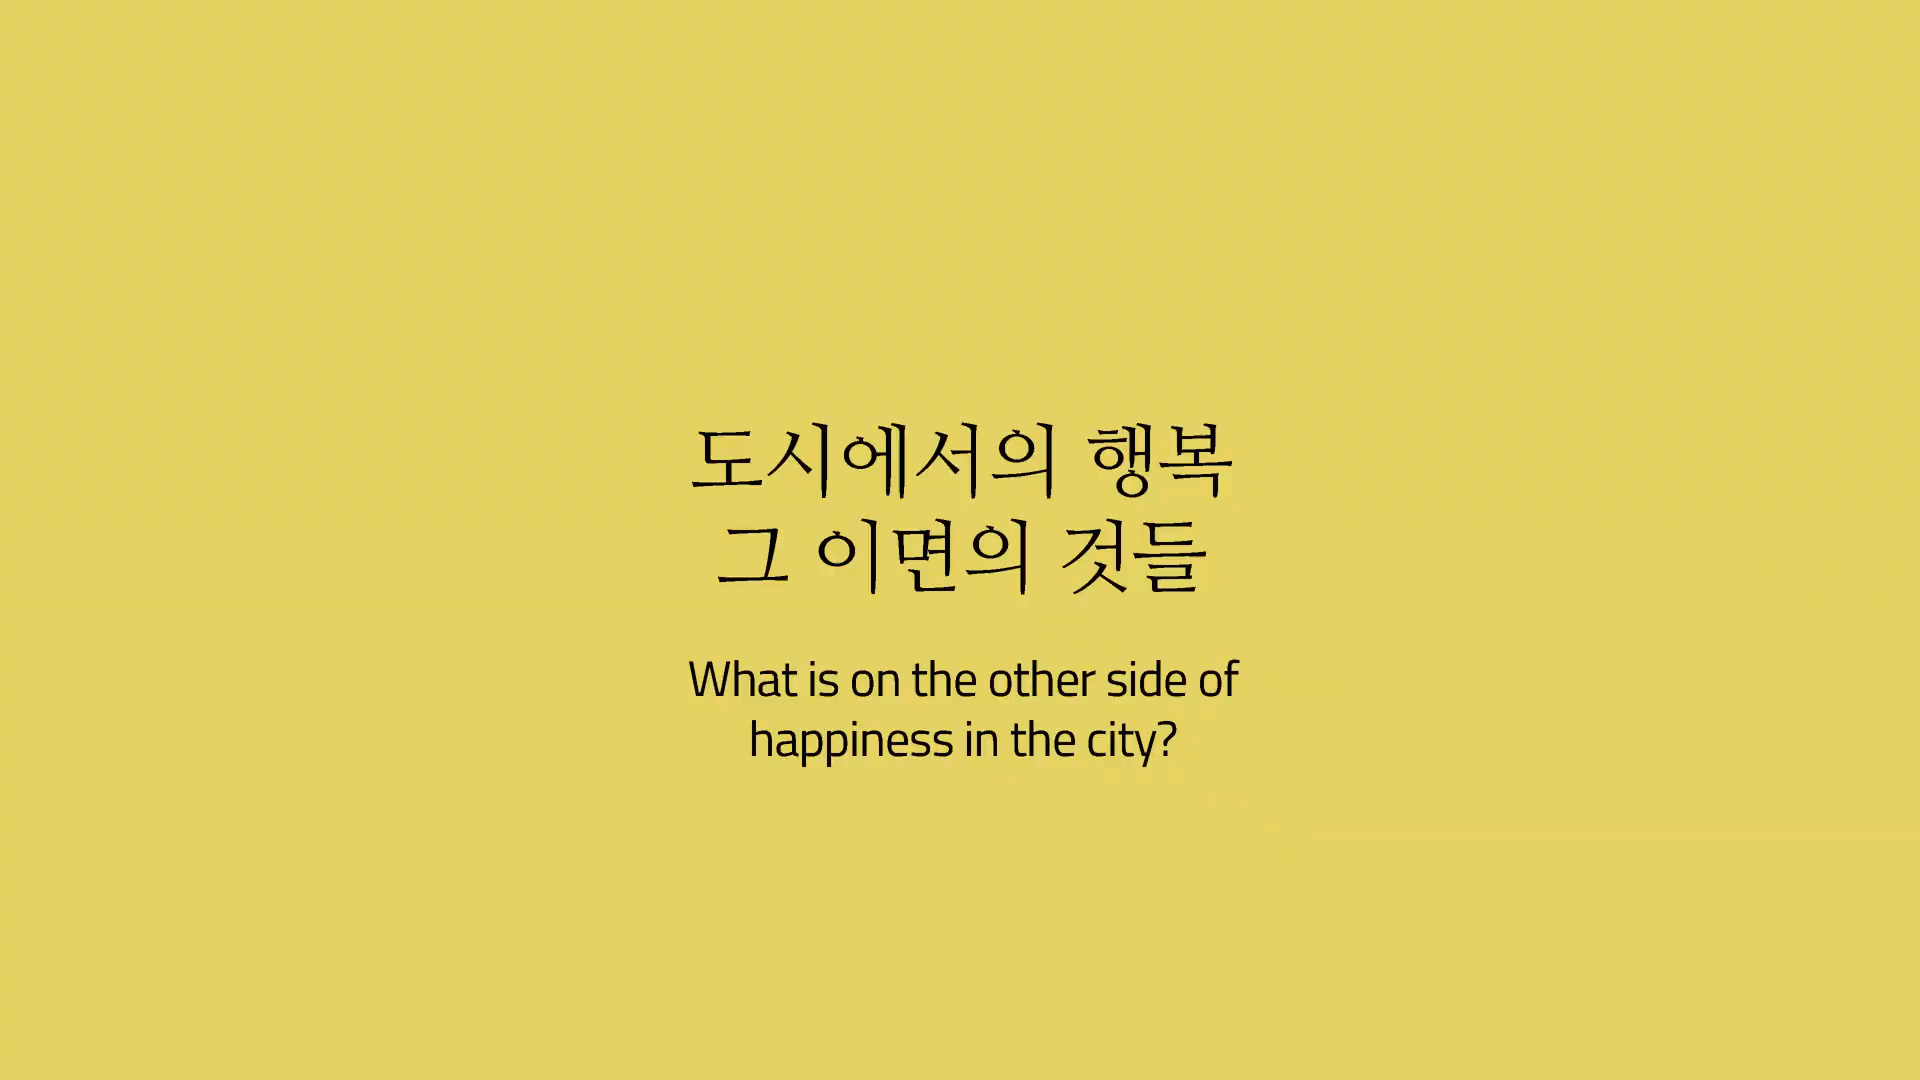 도시에서의 행복
그 이면의 것들
What is on the other side of
happiness in the city?